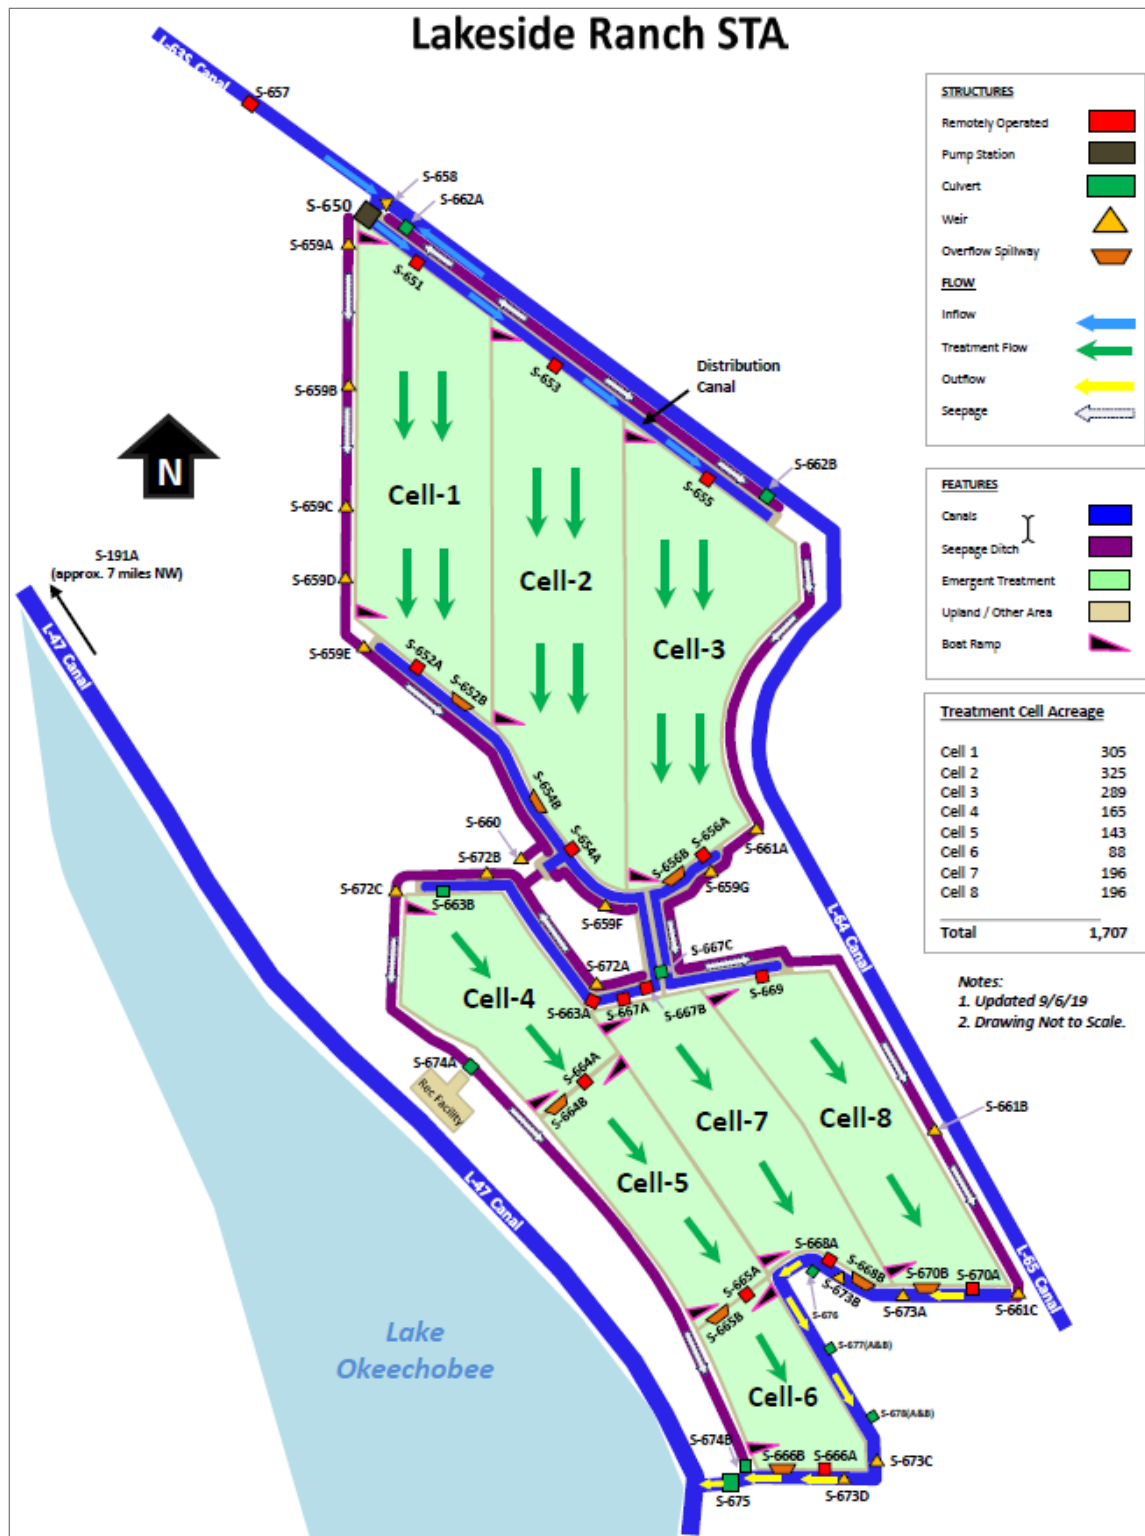 Lakeside Ranch STA
L-63S Canal
S-657
S-658
S-662A
S-650
S-659A
S-651
S-653
Distribution
Canal
S-659B
S-655
S-662B
Cell-1
S-659C
N
S-191A
(approx. 7 miles NW)
S-659D
Cell-2
Cell-3
L-47 Canal
S-659E
S-652A
S-652B
S-654B
S-660
S-654A
S-656A
S-656B
S-661A
S-672B
S-672C
S-663B
S-659G
S-659F
L-64 Canal
S-667C
S-672A
S-669
Cell-4
S-663A
S-667A
S-667B
S-674A
S-664A
S-664B
Rec Facility
Cell-7
Cell-8
S-661B
Cell-5
L-47 Canal
S-668A
S-668B
S-665A
S-665B
S-673B
S-670B
S-670A
S-673A
S-661C
L-65 Canal
S-676
S-677(A&B)
Lake
Okeechobee
Cell-6
S-678(A&B)
S-674B
S-666B
S-666A
S-673C
S-675
S-673D
STRUCTURES
Remotely Operated
Pump Station
Culvert
Weir
Overflow Spillway
FLOW
Inflow
Treatment Flow
Outflow
Seepage
FEATURES
Canals
Seepage Ditch
Emergent Treatment
Upland / Other Area
Boat Ramp
Treatment Cell Acreage
Cell 1 305
Cell 2 325
Cell 3 289
Cell 4 165
Cell 5 143
Cell 6 88
Cell 7 196
Cell 8 196
Total 1,707
Notes:
1. Updated 9/6/19
2. Drawing Not to Scale.